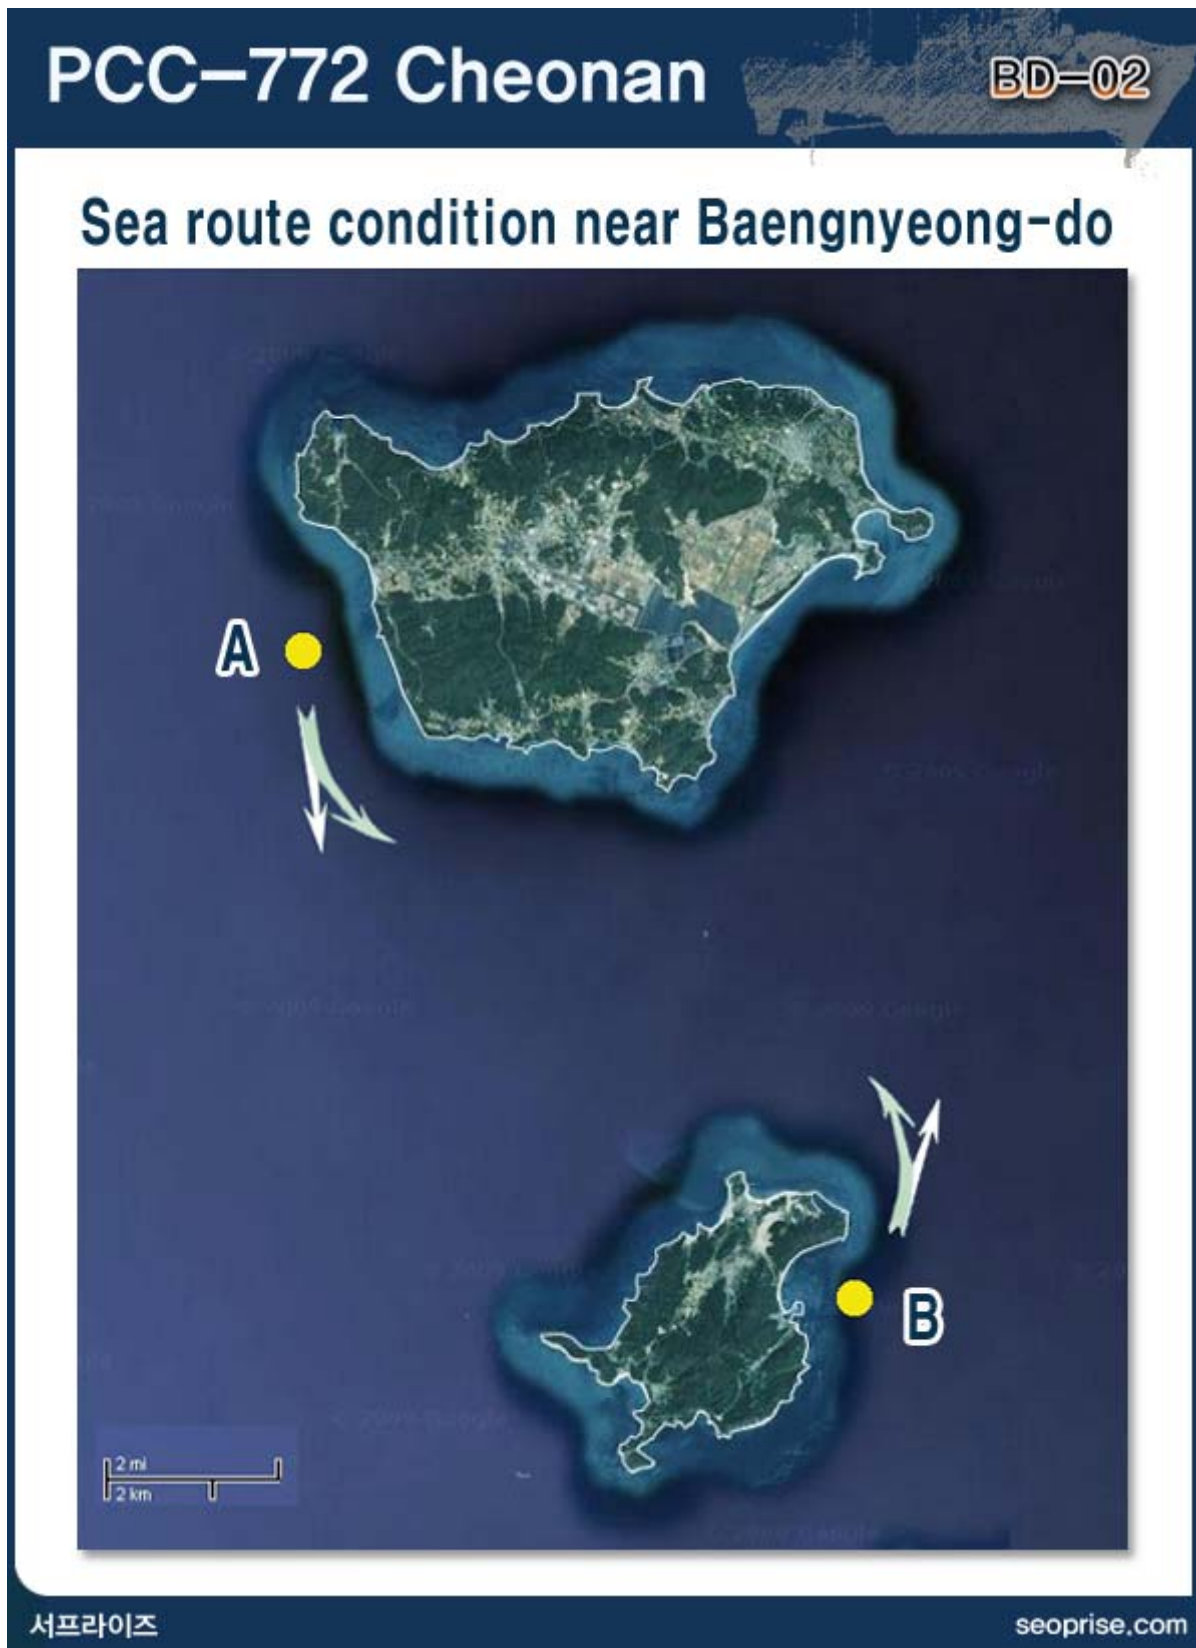 PCC-772 Cheonan
BD-02
Sea route condition near Baengnyeong-do
A
B
2 mi
2 km
서프라이즈
seoprise.com